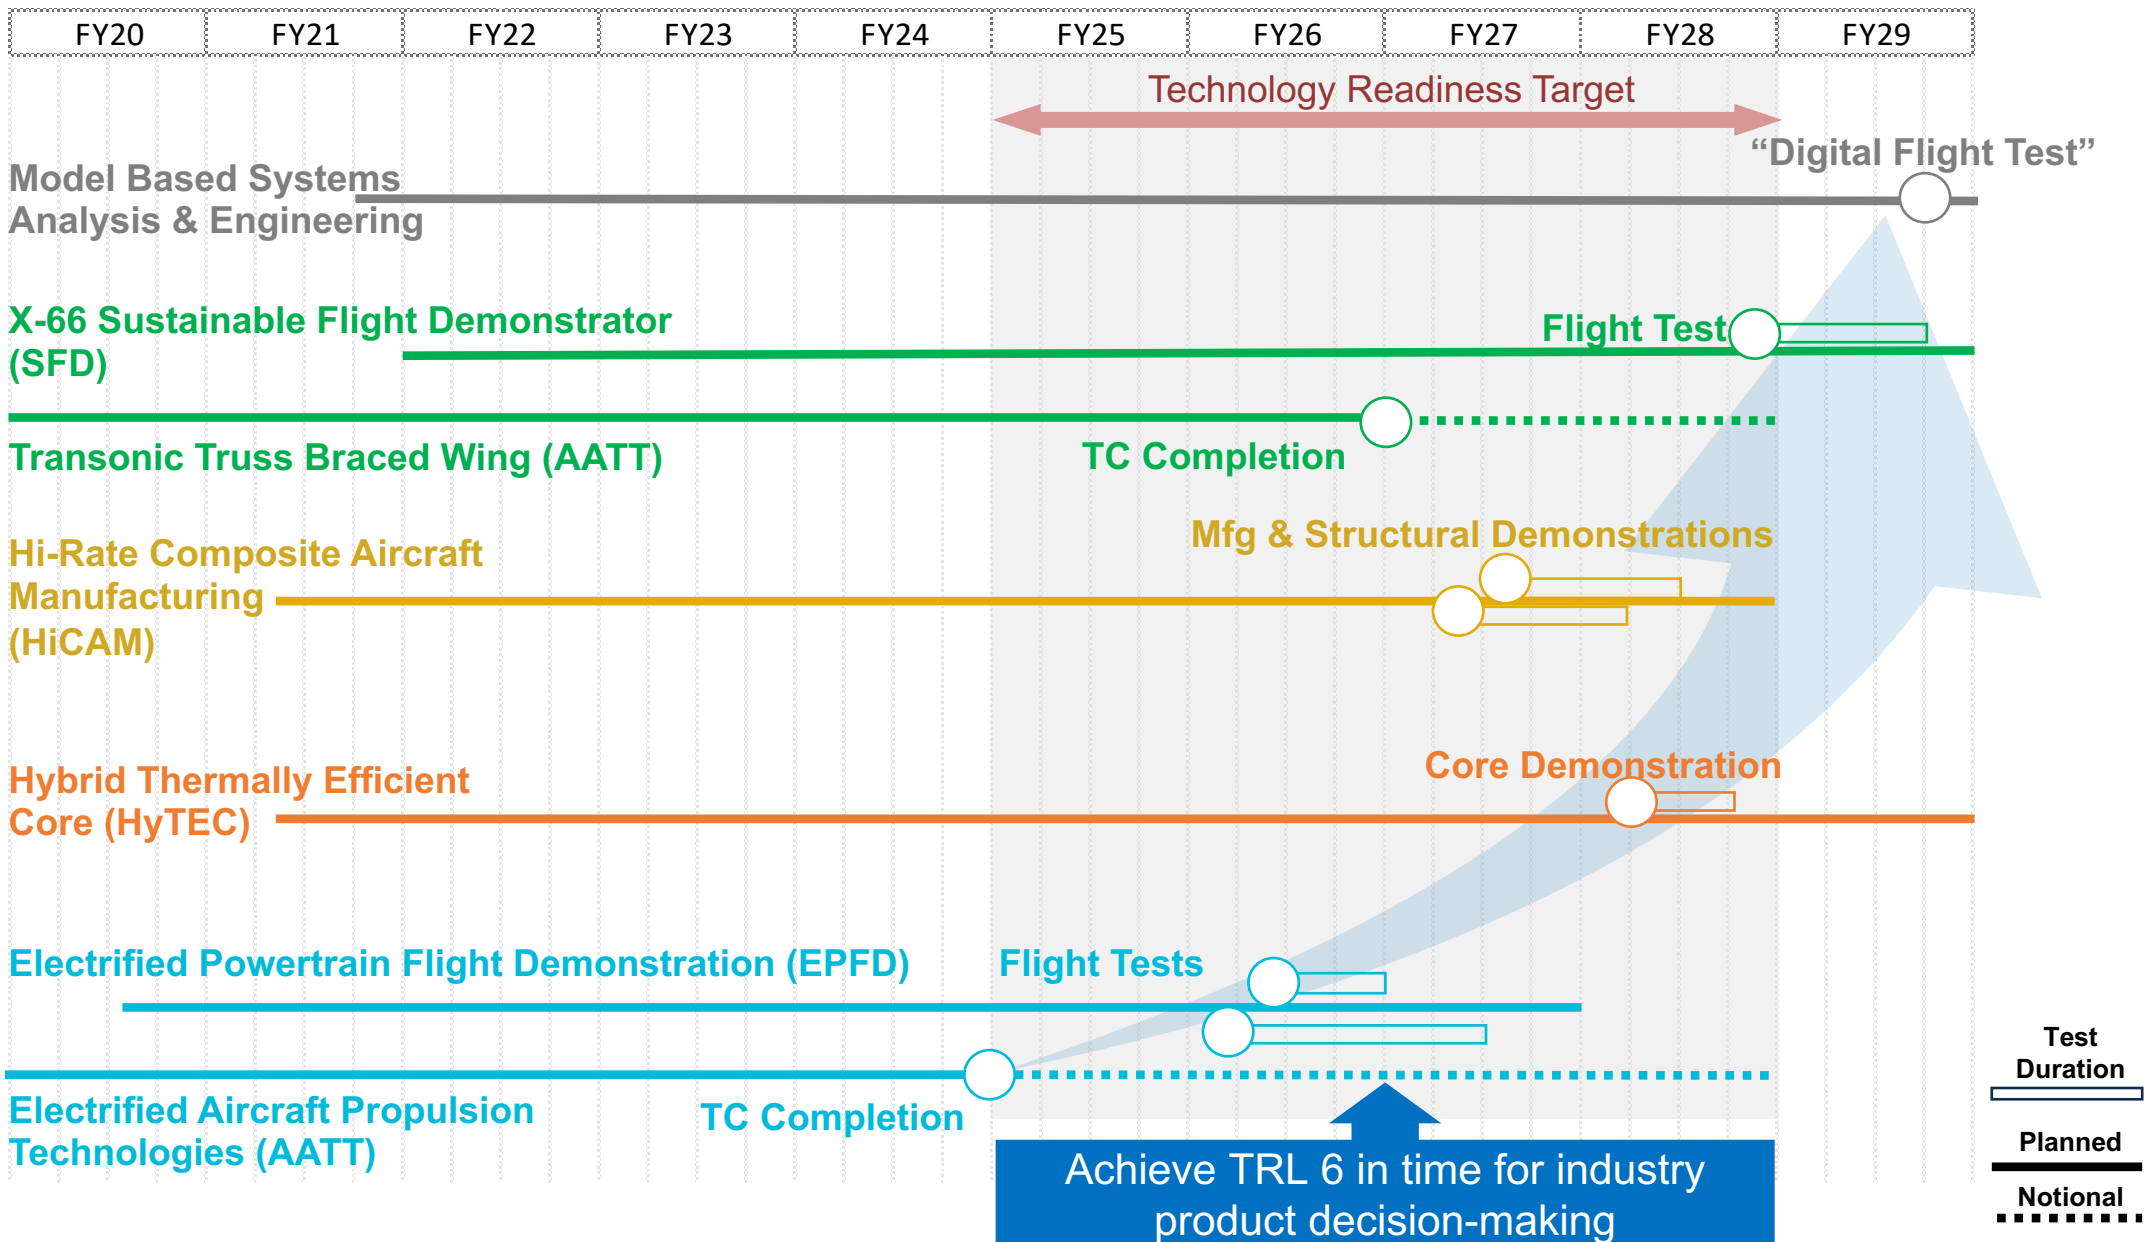 FY20 FY21 FY22 FY23 FY24 FY25 FY26 FY27 FY28 FY29
Technology Readiness Target
“Digital Flight Test”
Model Based Systems
Analysis & Engineering
X-66 Sustainable Flight Demonstrator
(SFD)
Flight Test
Transonic Truss Braced Wing (AATT)
TC Completion
Mfg & Structural Demonstrations
Hi-Rate Composite Aircraft
Manufacturing
(HiCAM)
Core Demonstration
Hybrid Thermally Efficient
Core (HyTEC)
Electrified Powertrain Flight Demonstration (EPFD)
Flight Tests
Electrified Aircraft Propulsion
Technologies (AATT)
TC Completion
Achieve TRL 6 in time for industry
product decision-making
Test
Duration
Planned
Notional